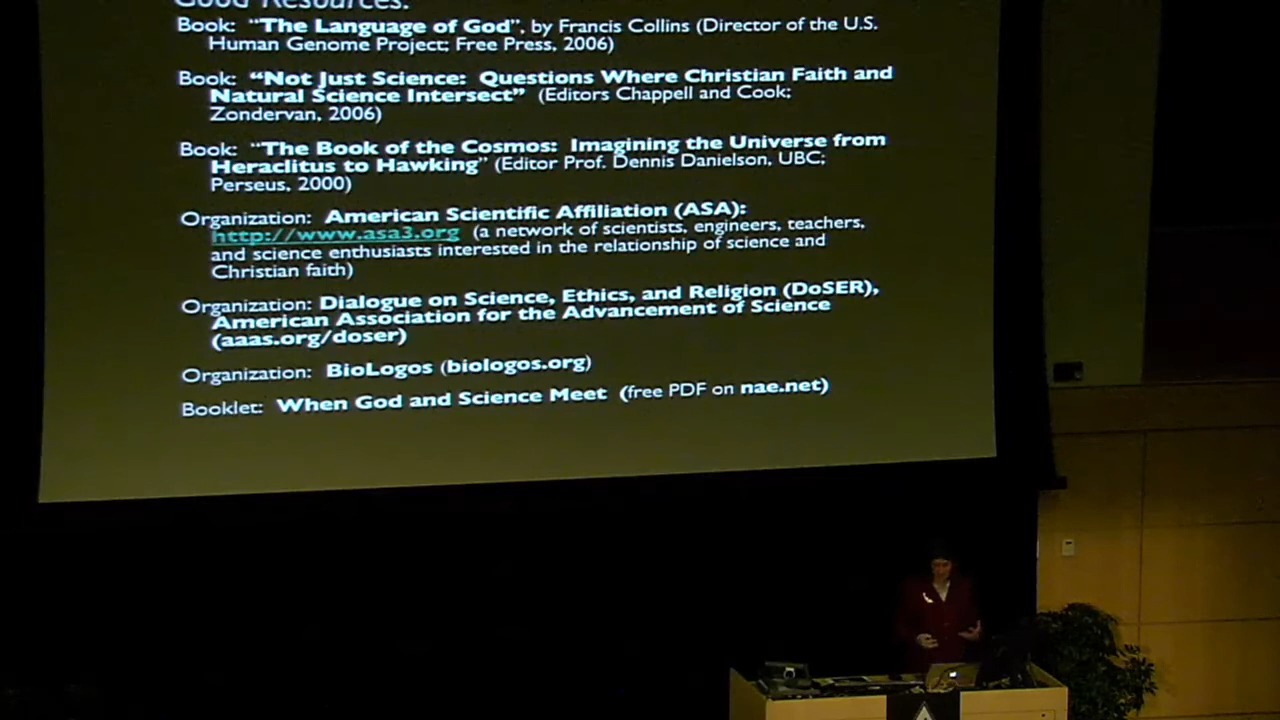 Good Resources:
Book: "The Language of God", by Francis Collins (Director of the U.S.
Human Genome Project; Free Press, 2006)
Book: "Not Just Science: Questions Where Christian Faith and
Natural Science Intersect" (Editors Chappell and Cook;
Zondervan, 2006)
Book: "The Book of the Cosmos: Imagining the Universe from
Heraclitus to Hawking" (Editor Prof. Dennis Danielson, UBC;
Perseus, 2000)
Organization: American Scientific Affiliation (ASA):
http://www.asa3.org (a network of scientists, engineers, teachers,
and science enthusiasts interested in the relationship of science and
Christian faith)
Organization: Dialogue on Science, Ethics, and Religion (DoSER),
American Association for the Advancement of Science
(aaas.org/doser)
Organization: BioLogos (biologos.org)
Booklet: When God and Science Meet (free PDF on nae.net)